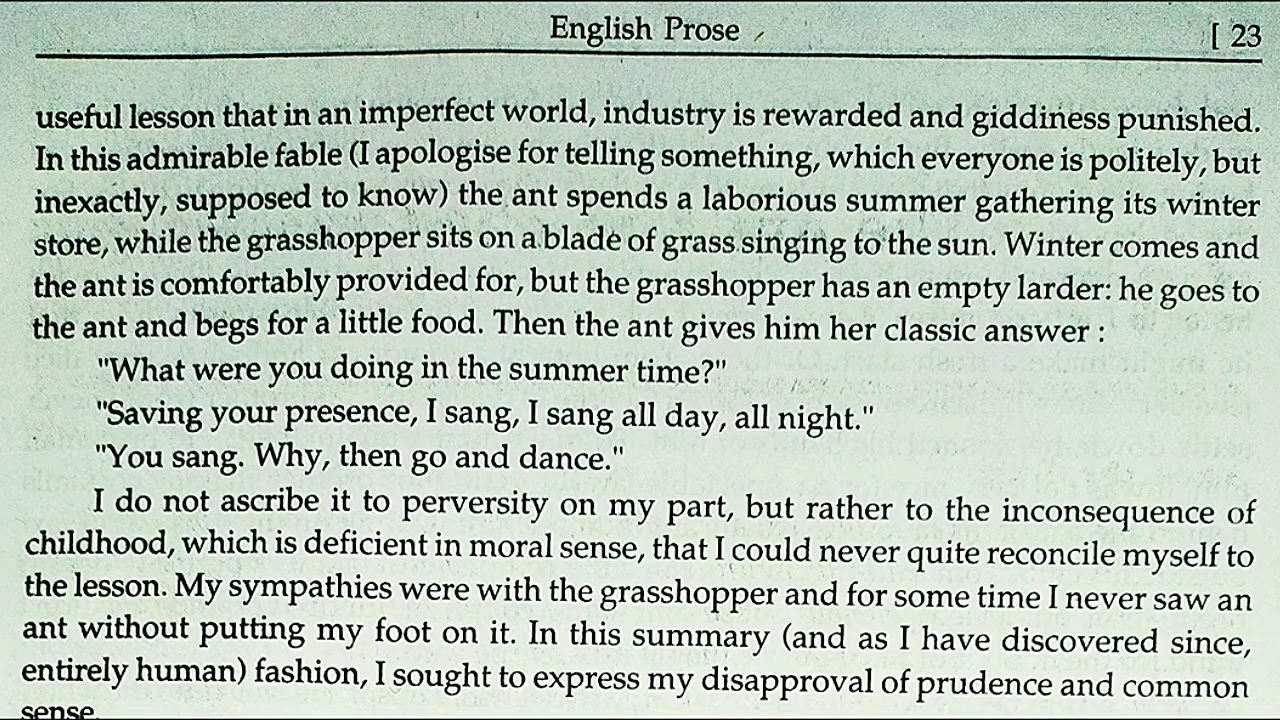 English Prose
[ 23
useful lesson that in an imperfect world, industry is rewarded and giddiness punished.
In this admirable fable (I apologise for telling something, which everyone is politely, but
inexactly, supposed to know) the ant spends a laborious summer gathering its winter
store, while the grasshopper sits on a blade of grass singing to the sun. Winter comes and
the ant is comfortably provided for, but the grasshopper has an empty larder: he goes to
the ant and begs for a little food. Then the ant gives him her classic answer :
"What were you doing in the summer time?"
"Saving your presence, I sang, I sang all day, all night."
"You sang. Why, then go and dance."
I do not ascribe it to perversity on my part, but rather to the inconsequence of
childhood, which is deficient in moral sense, that I could never quite reconcile myself to
the lesson. My sympathies were with the grasshopper and for some time I never saw an
ant without putting my foot on it. In this summary (and as I have discovered since,
entirely human) fashion, I sought to express my disapproval of prudence and common
sense.